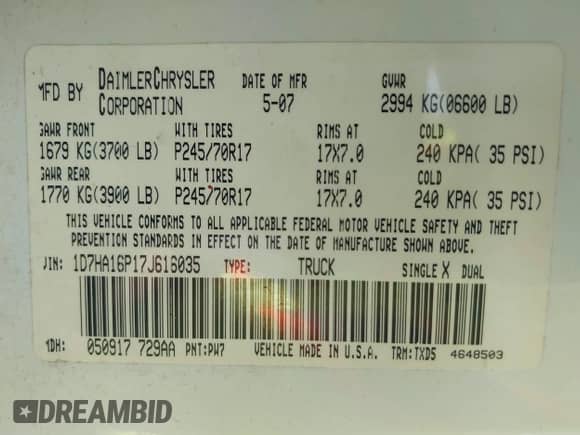 MFD BY DAIMLERCHRYSLER CORPORATION DATE OF MFR 5-07 GVWR 2994 KG(06600 LB)
GAWR FRONT WITH TIRES RIMS AT COLD
1679 KG(3700 LB) P245/70R17 17X7.0 240 KPA( 35 PSI)
GAWR REAR WITH TIRES RIMS AT COLD
1770 KG(3900 LB) P245/70R17 17X7.0 240 KPA( 35 PSI)
THIS VEHICLE CONFORMS TO ALL APPLICABLE FEDERAL MOTOR VEHICLE SAFETY AND THEFT
PREVENTION STANDARDS IN EFFECT ON THE DATE OF MANUFACTURE SHOWN ABOVE.
VIN: 1D7HA16P17J616035 TYPE: TRUCK SINGLE X DUAL
MDH: 050917 729AA PNT:PW7 VEHICLE MADE IN U.S.A. TRM:TXD5 4648503
DREAMBID